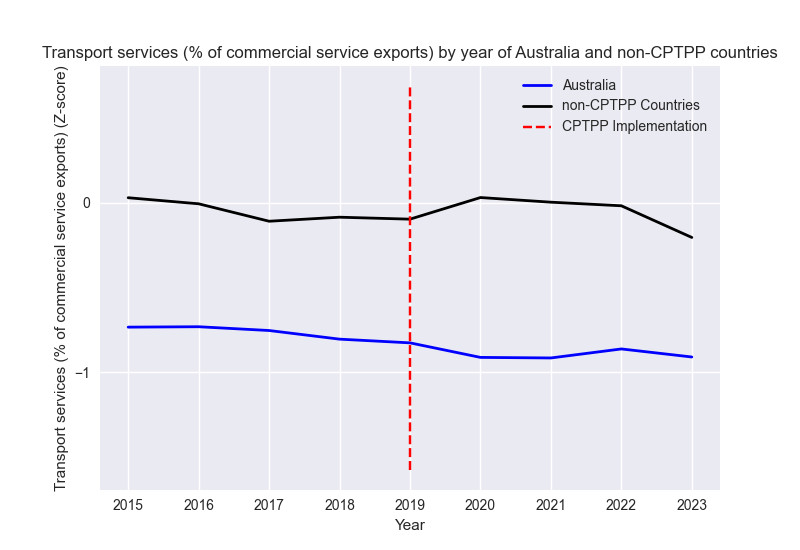 Transport services (% of commercial service exports) by year of Australia and non-CPTPP countries
Australia
non-CPTPP Countries
CPTPP Implementation
Transport services (% of commercial service exports) (Z-score)
0
−1
2015 2016 2017 2018 2019 2020 2021 2022 2023
Year